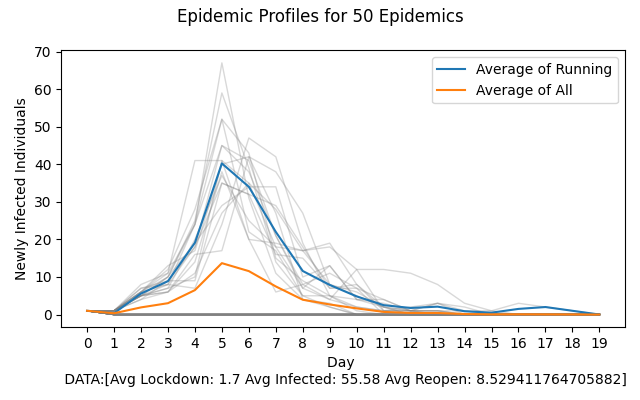 Epidemic Profiles for 50 Epidemics
Newly Infected Individuals
70
60
50
40
30
20
10
0
Average of Running
Average of All
0 1 2 3 4 5 6 7 8 9 10 11 12 13 14 15 16 17 18 19
Day
DATA:[Avg Lockdown: 1.7 Avg Infected: 55.58 Avg Reopen: 8.529411764705882]